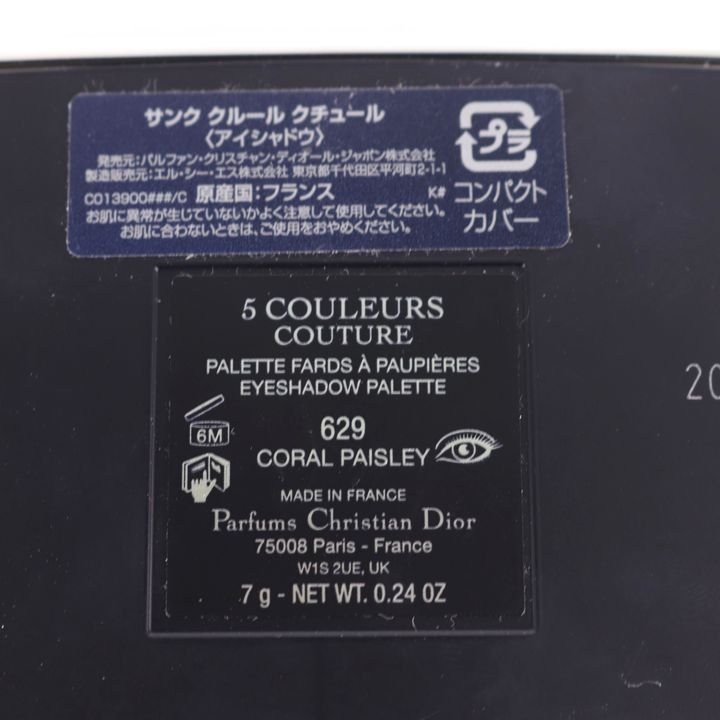 サンク クルール クチュール
〈アイシャドウ〉
発売元:パルファン・クリスチャン・ディオール・ジャポン株式会社
製造販売元:エル・シー・エス株式会社 東京都千代田区平河町2-1-1
C013900###/C 原産国:フランス K#
お肌に異常が生じていないかよく注意して使用してください。
お肌に合わないときは、ご使用をおやめください。
プラ
コンパクト
カバー
5 COULEURS
COUTURE
PALETTE FARDS À PAUPIÈRES
EYESHADOW PALETTE
6M
629
CORAL PAISLEY
MADE IN FRANCE
Parfums Christian Dior
75008 Paris - France
W1S 2UE, UK
7 g - NET WT. 0.24 OZ